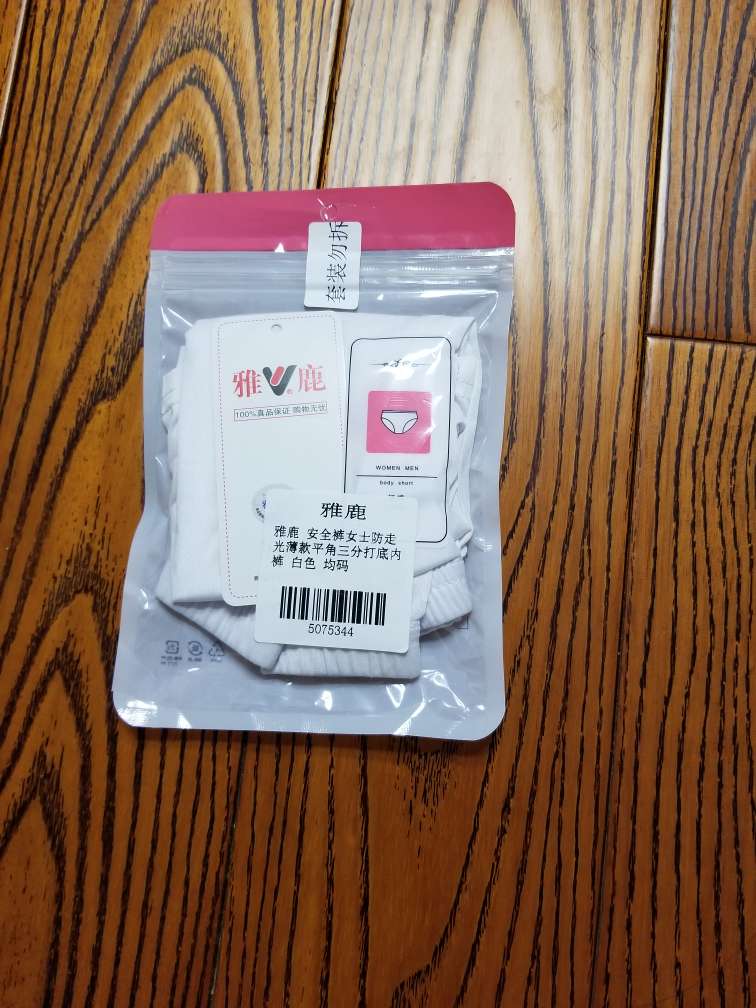 套装勿拆
雅鹿
100%真品保证 购物无忧
WOMEN MEN
body short
雅鹿
雅鹿 安全裤女士防走
光薄款平角三分打底内
裤 白色 均码
5075344